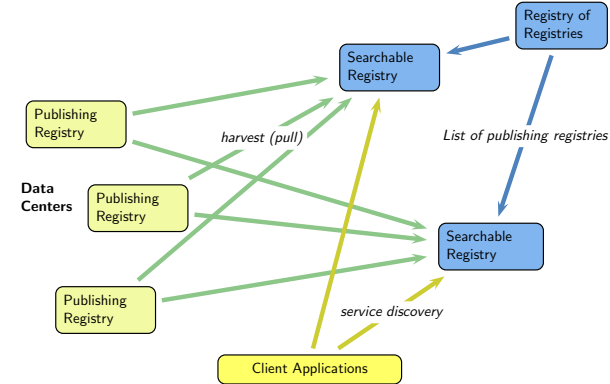 Registry of
Registries
Searchable
Registry
Publishing
Registry
harvest (pull)
List of publishing registries
Data
Centers
Publishing
Registry
Searchable
Registry
Publishing
Registry
service discovery
Client Applications